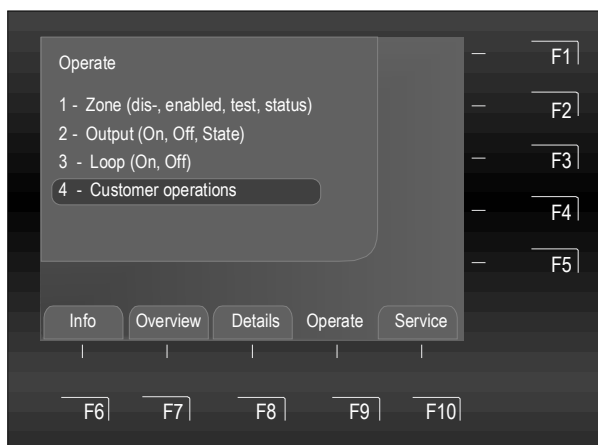 Operate
F1
1 - Zone (dis-, enabled, test, status)
F2
2 - Output (On, Off, State)
3 - Loop (On, Off)
F3
4 - Customer operations
F4
F5
Info Overview Details Operate Service
F6 F7 F8 F9 F10